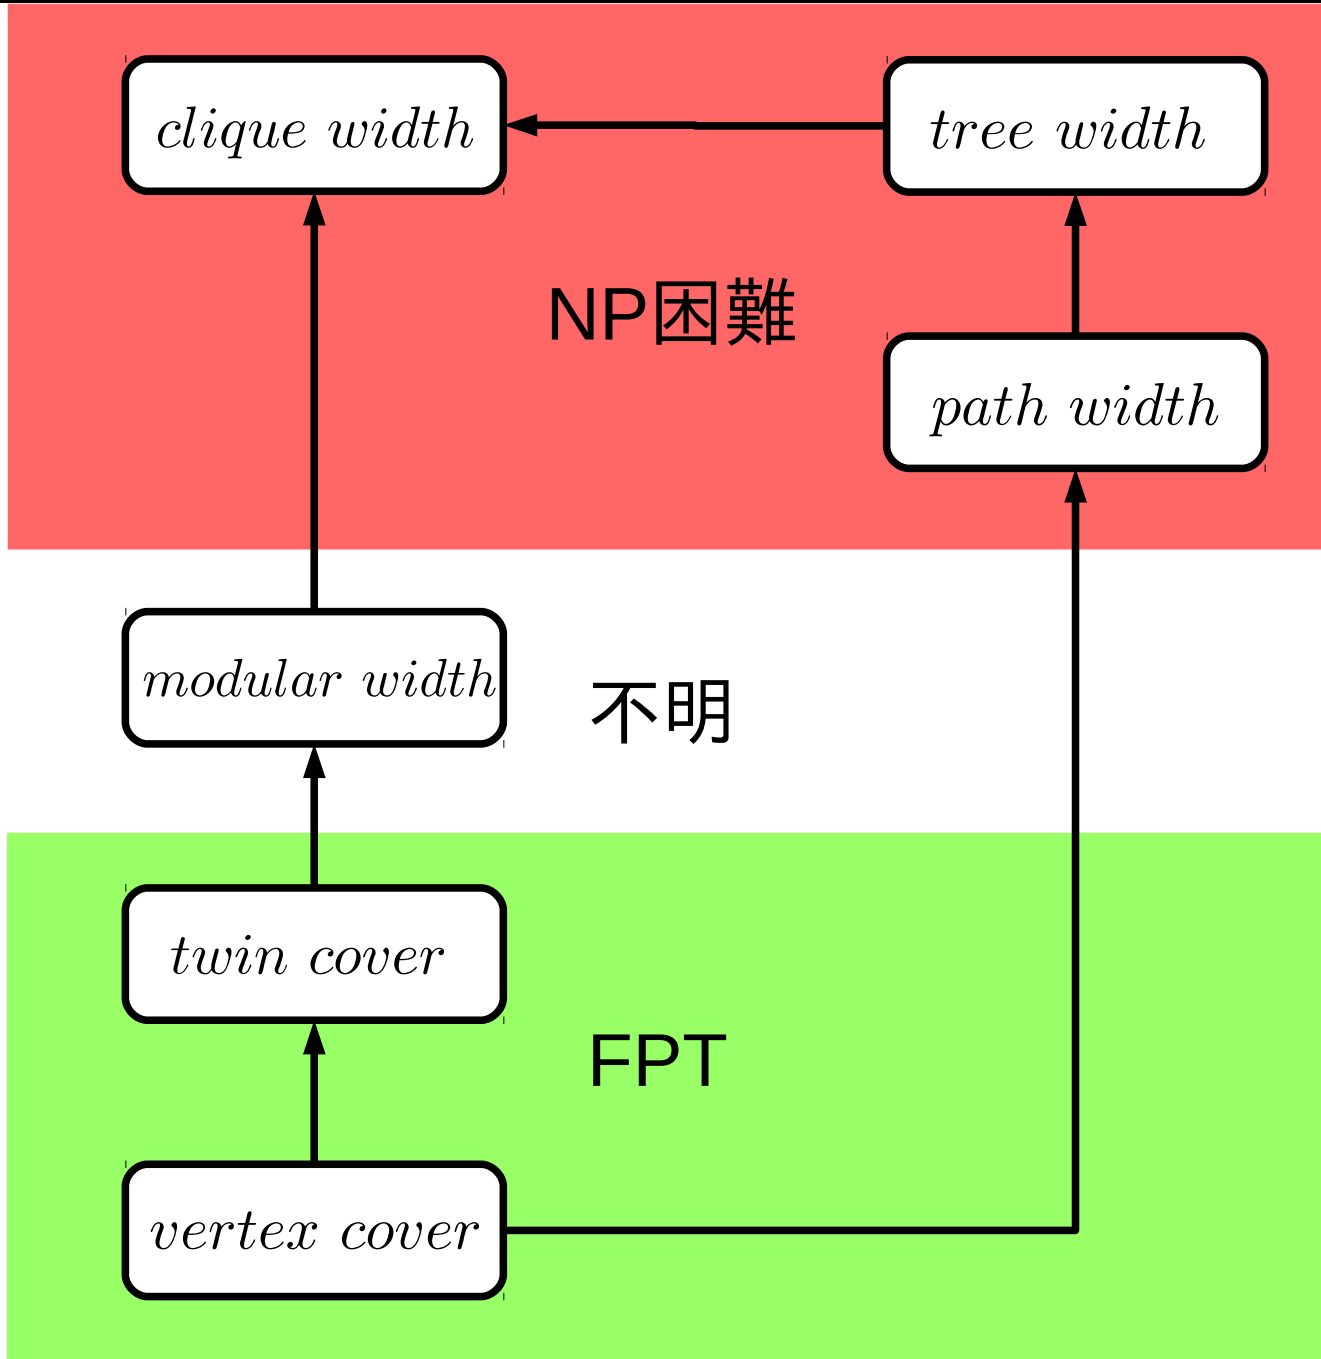 clique width
tree width
NP困難
path width
modular width
不明
twin cover
FPT
vertex cover